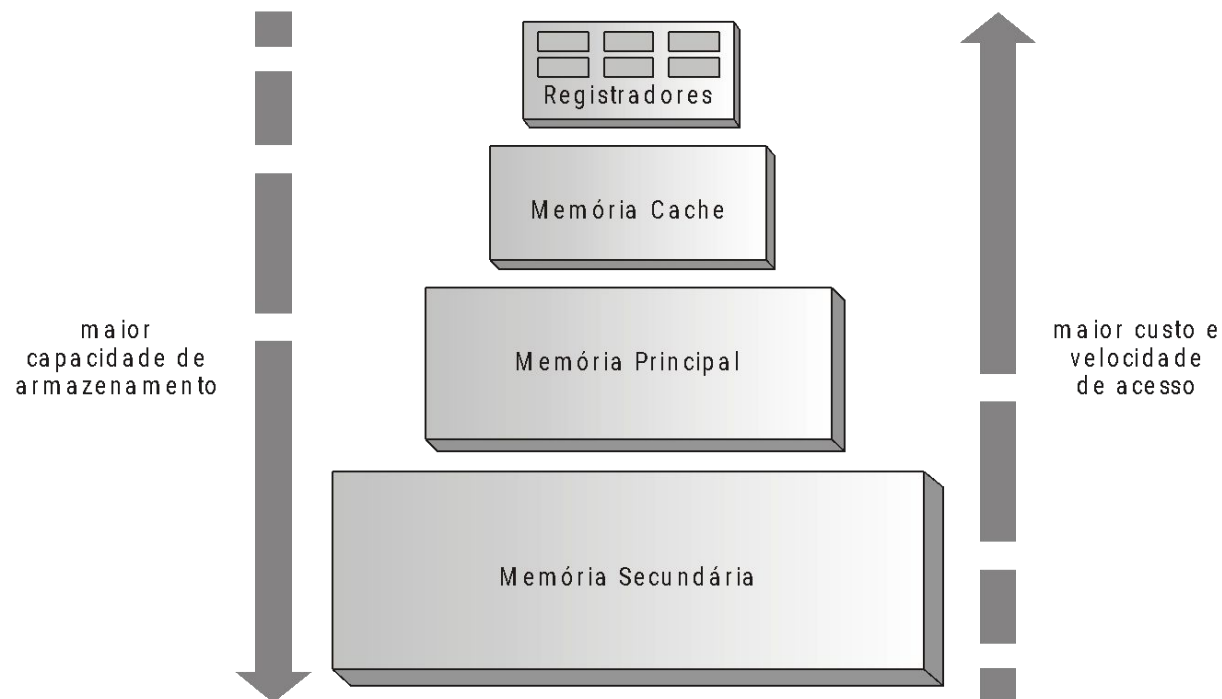 Registradores
Memória Cache
Memória Principal
Memória Secundária
maior
capacidade de
armazenamento
maior custo e
velocidade
de acesso